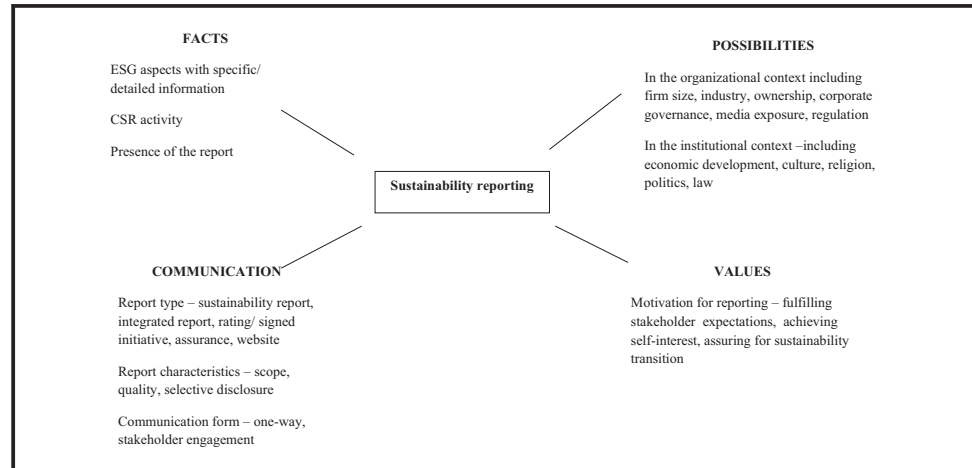 FACTS
ESG aspects with specific/
detailed information
CSR activity
Presence of the report
POSSIBILITIES
In the organizational context including
firm size, industry, ownership, corporate
governance, media exposure, regulation
In the institutional context –including
economic development, culture, religion,
politics, law
Sustainability reporting
COMMUNICATION
Report type – sustainability report,
integrated report, rating/ signed
initiative, assurance, website
Report characteristics – scope,
quality, selective disclosure
Communication form – one-way,
stakeholder engagement
VALUES
Motivation for reporting – fulfilling
stakeholder expectations, achieving
self-interest, assuring for sustainability
transition